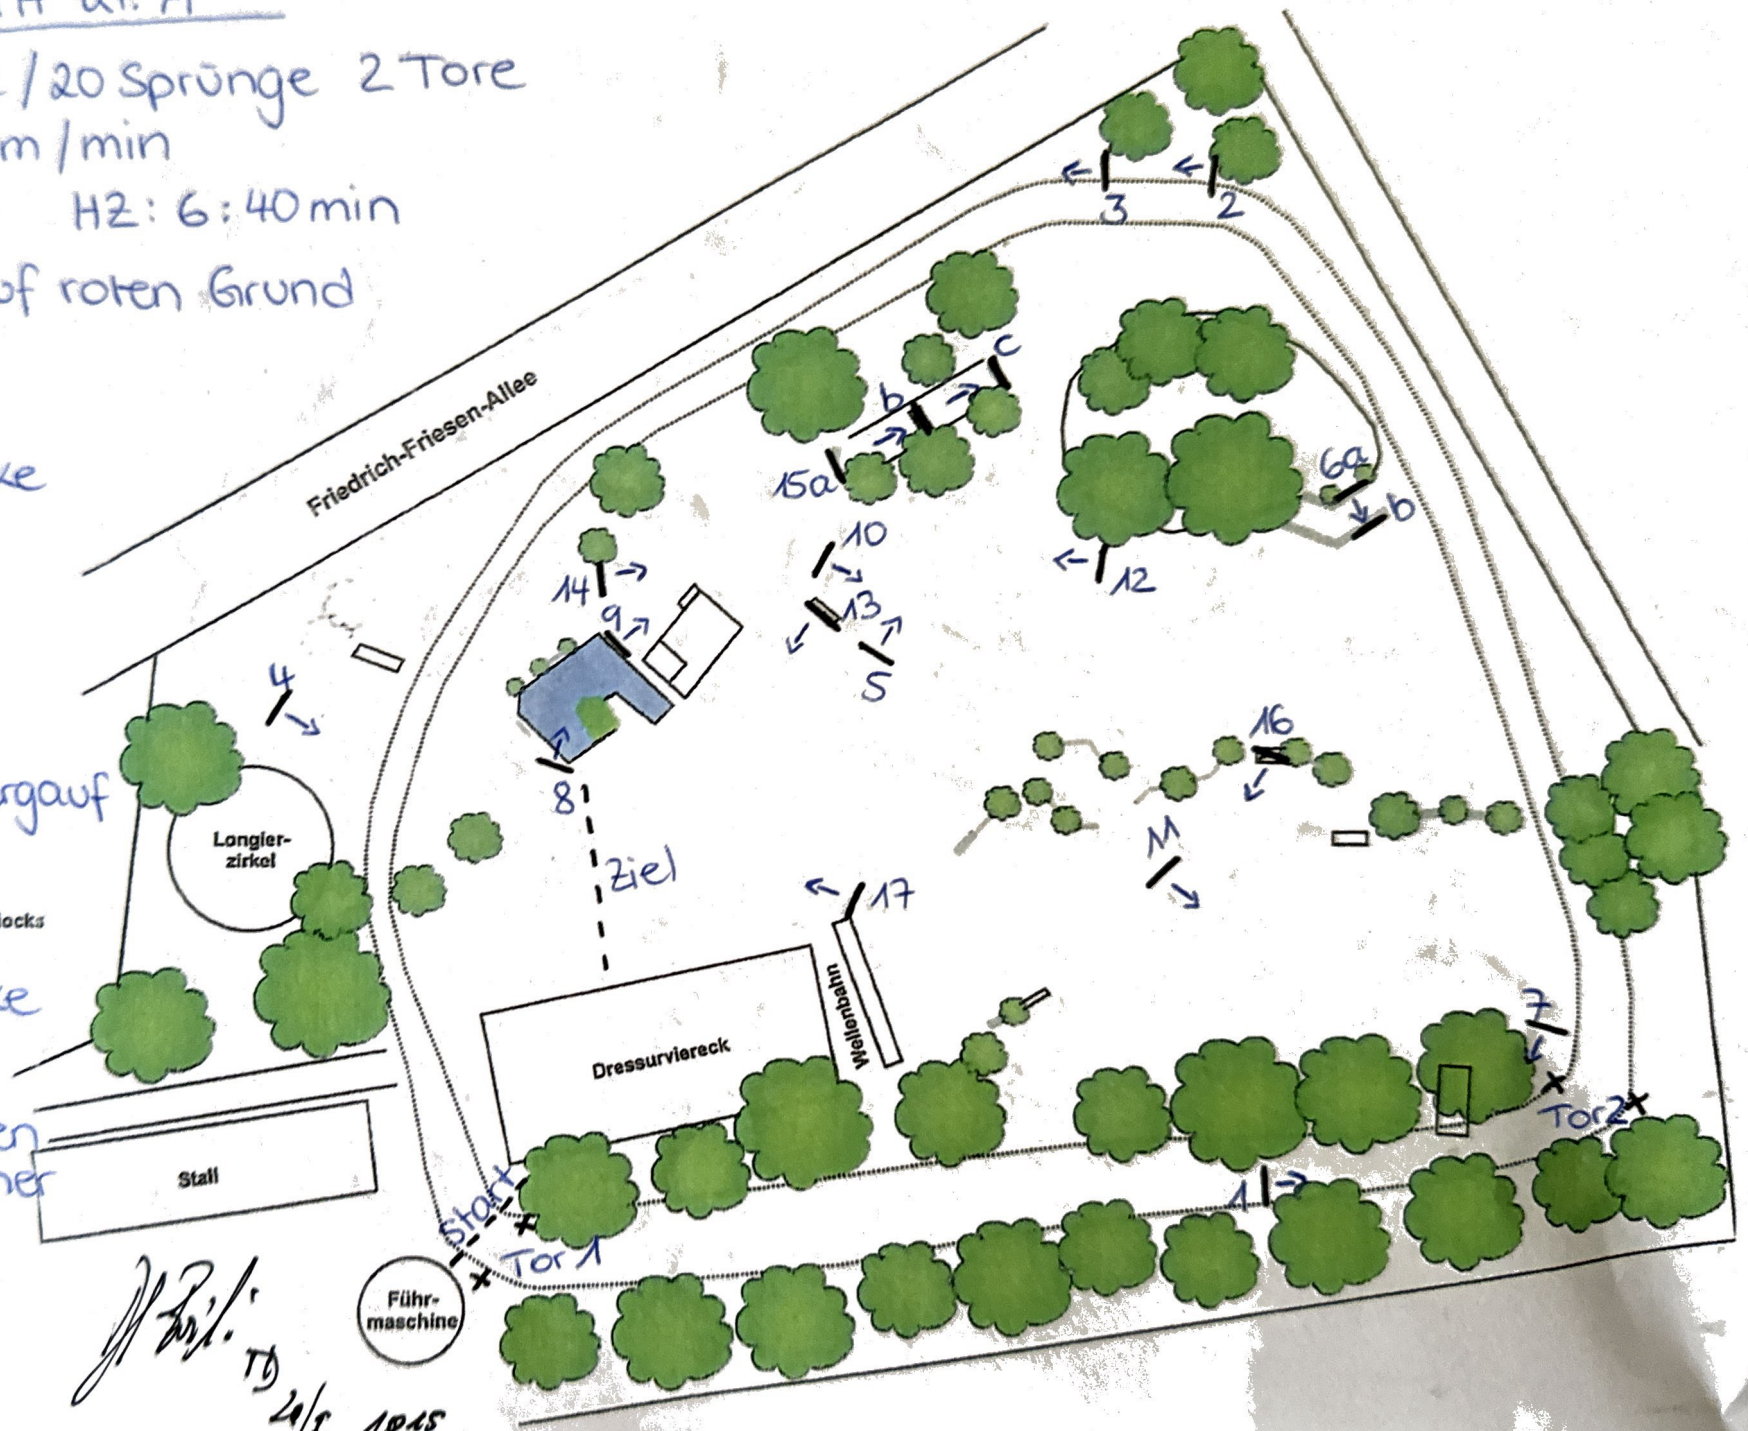 /20 Sprünge 2 Tore
m/min
HZ: 6:40 min
roten Grund
Friedrich-Friesen-Allee
3
2
c
b
15a
6a
b
10
14
12
9
13
5
4
16
8
11
Ziel
17
Longier-
zirkel
Wellenbahn
Dressurviereck
7
Tor 2
Stall
Start
1
Tor 1
Führ-
maschine
TD